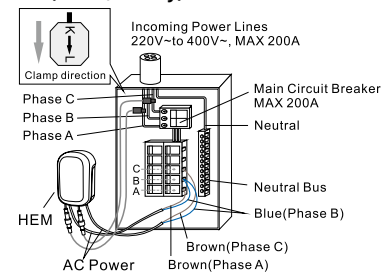 K
L
Clamp direction
Incoming Power Lines
220V~to 400V~, MAX 200A
Main Circuit Breaker
MAX 200A
Phase C
Phase B
Phase A
Neutral
C
B
A
Neutral Bus
HEM
Blue(Phase B)
Brown(Phase C)
AC Power
Brown(Phase A)